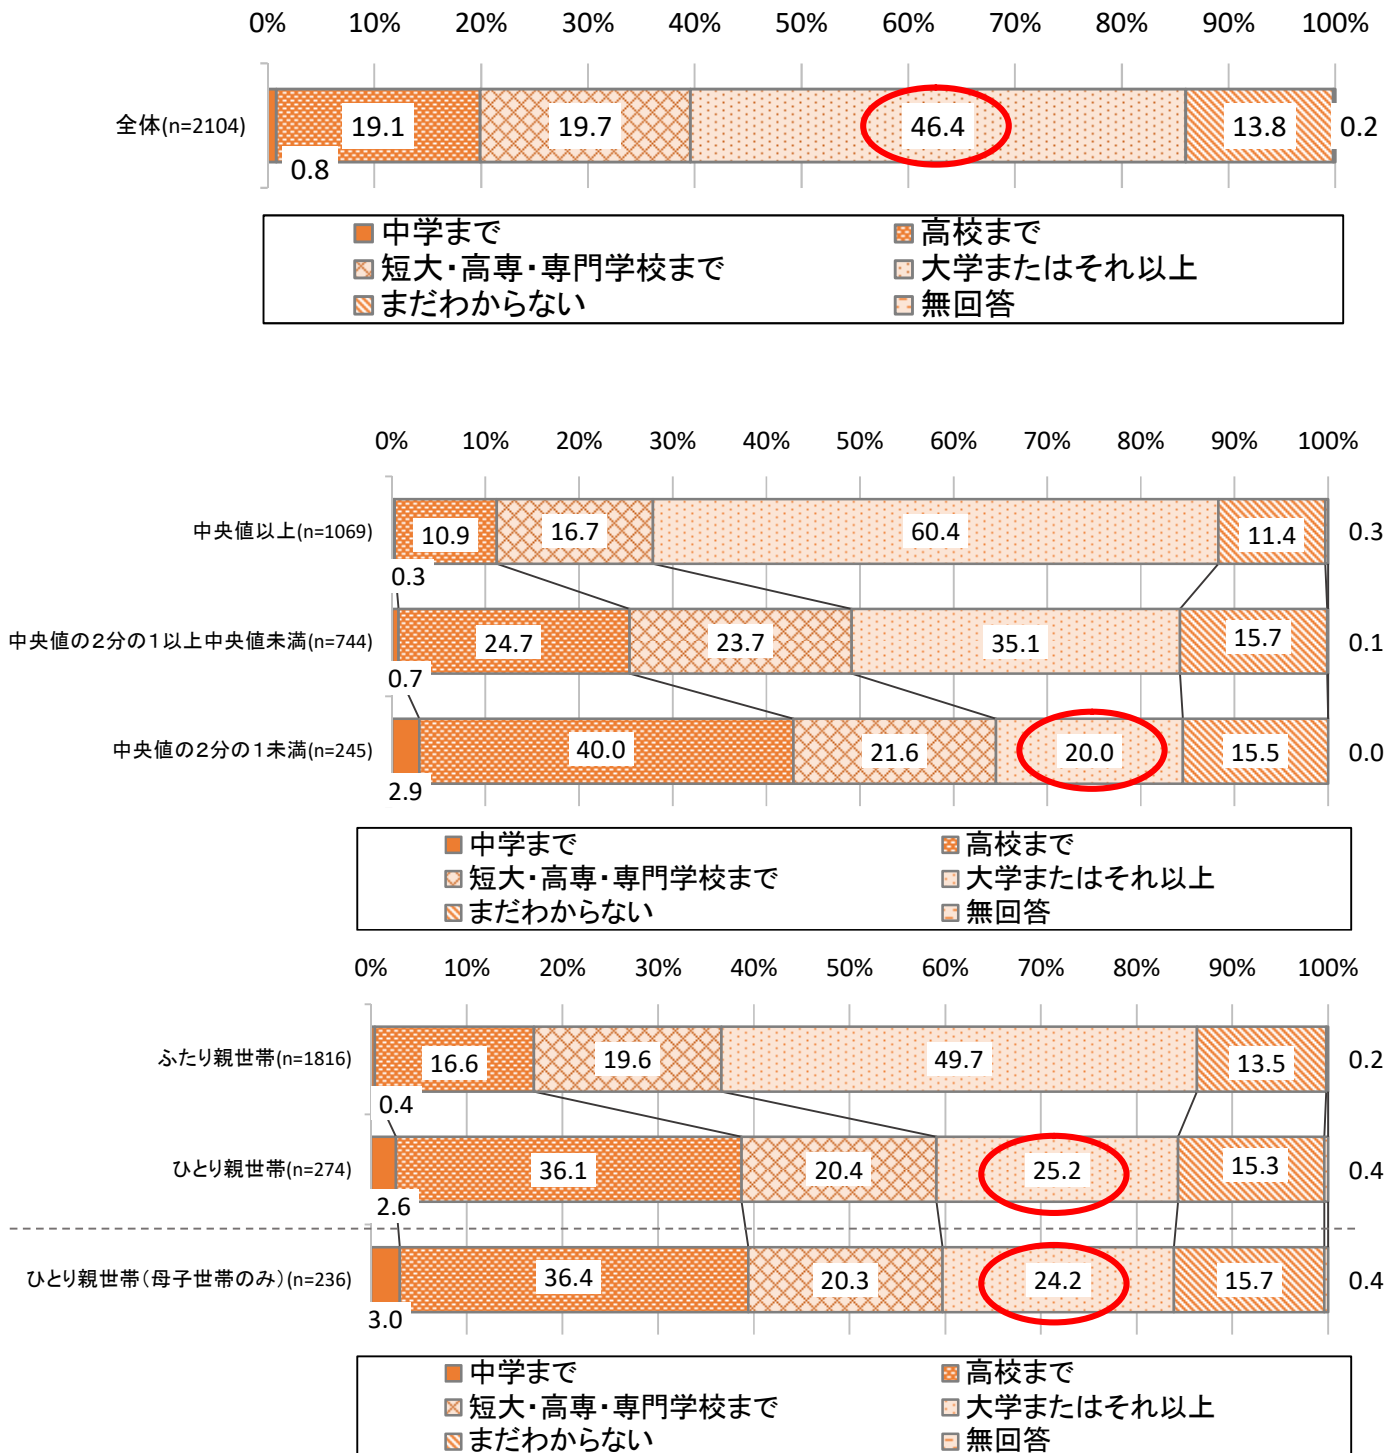 0% 10% 20% 30% 40% 50% 60% 70% 80% 90% 100%
全体(n=2104) 19.1 19.7 46.4 13.8 0.2
0.8
中学まで 高校まで
短大・高専・専門学校まで 大学またはそれ以上
まだわからない 無回答
0% 10% 20% 30% 40% 50% 60% 70% 80% 90% 100%
中央値以上(n=1069) 10.9 16.7 60.4 11.4 0.3
0.3
中央値の2分の1以上中央値未満(n=744) 24.7 23.7 35.1 15.7 0.1
0.7
中央値の2分の1未満(n=245) 40.0 21.6 20.0 15.5 0.0
2.9
中学まで 高校まで
短大・高専・専門学校まで 大学またはそれ以上
まだわからない 無回答
0% 10% 20% 30% 40% 50% 60% 70% 80% 90% 100%
ふたり親世帯(n=1816) 16.6 19.6 49.7 13.5 0.2
0.4
ひとり親世帯(n=274) 36.1 20.4 25.2 15.3 0.4
2.6
ひとり親世帯(母子世帯のみ)(n=236) 36.4 20.3 24.2 15.7 0.4
3.0
中学まで 高校まで
短大・高専・専門学校まで 大学またはそれ以上
まだわからない 無回答